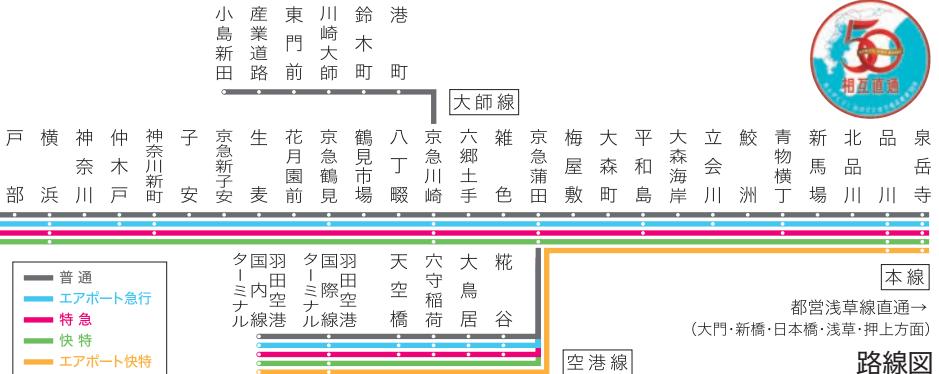 小島新田
産業道路
東門前
川崎大師
鈴木町
港町
大師線
50
相互直通
戸部
横浜
神奈川
仲木戸
神奈川新町
子安
京急新子安
生麦
花月園前
京急鶴見
鶴見市場
八丁畷
京急川崎
六郷土手
雑色
京急蒲田
梅屋敷
大森町
平和島
大森海岸
立会川
鮫洲
青物横丁
新馬場
北品川
品川
泉岳寺
普通
エアポート急行
特急
快特
エアポート快特
羽田空港
国内線
ターミナル
羽田空港
国際線
ターミナル
天空橋
穴守稲荷
大鳥居
糀谷
空港線
本線
都営浅草線直通→
(大門・新橋・日本橋・浅草・押上方面)
路線図